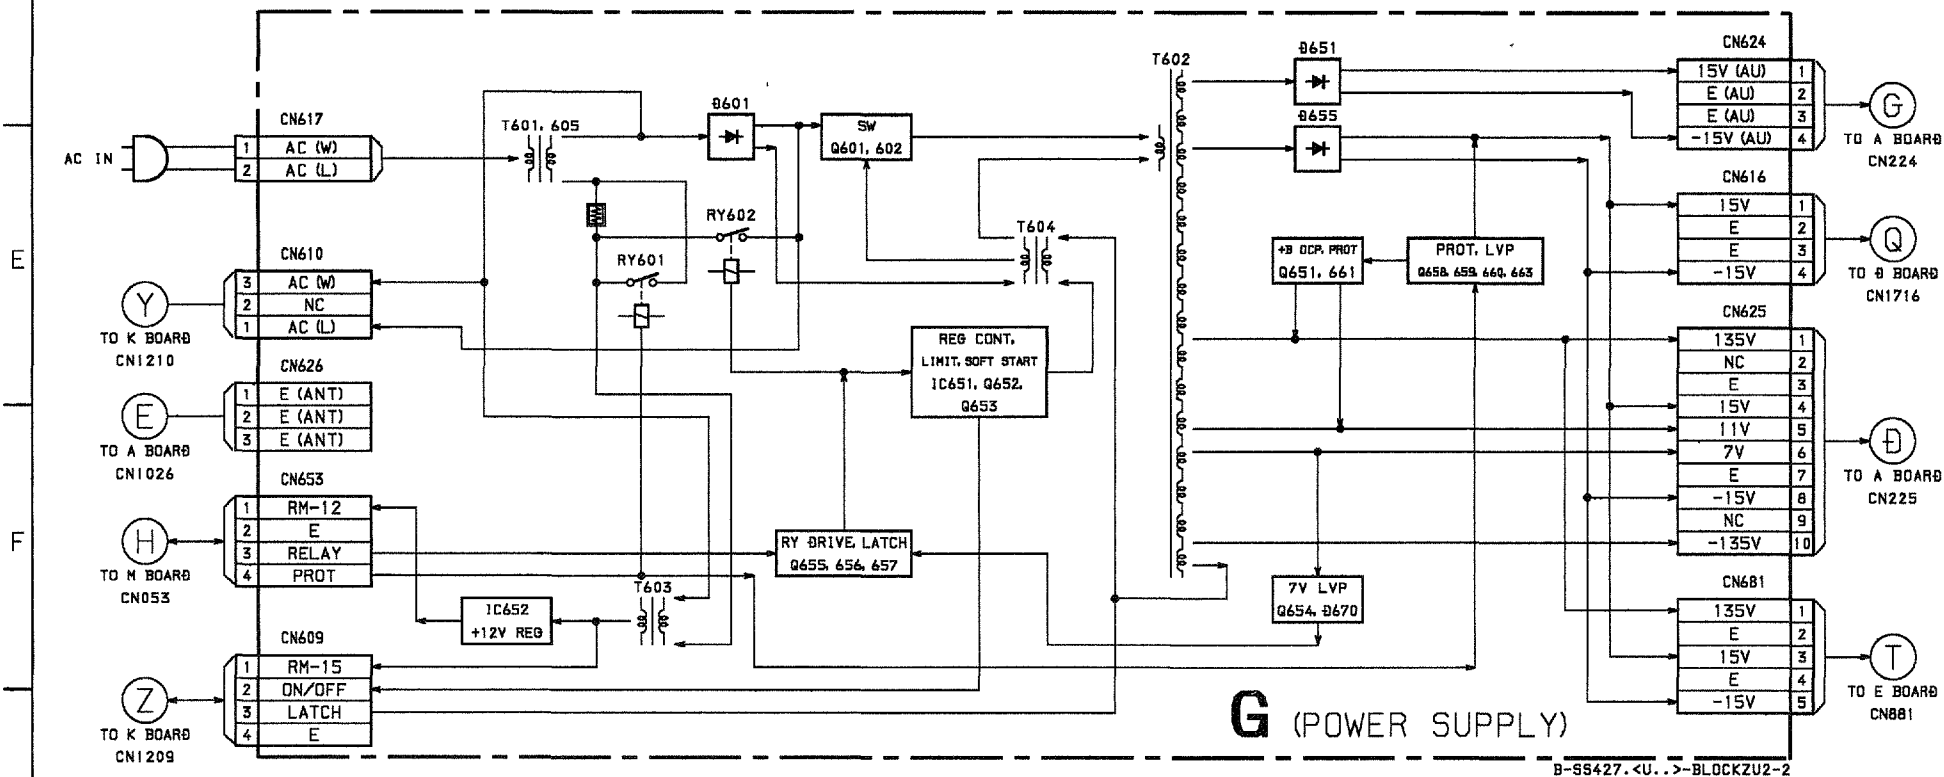 E
F
AC IN
CN617
1 AC (W)
2 AC (L)
CN610
3 AC (W)
2 NC
1 AC (L)
Y
TO K BOARD
CN1210
CN626
1 E (ANT)
2 E (ANT)
3 E (ANT)
E
TO A BOARD
CN1026
CN653
1 RM-12
2 E
3 RELAY
4 PROT
H
TO M BOARD
CN053
CN609
1 RM-15
2 ON/OFF
3 LATCH
4 E
Z
TO K BOARD
CN1209
T601, 605
D601
SW
Q601, 602
RY602
RY601
T604
REG CONT,
LIMIT, SOFT START
IC651, Q652,
Q653
RY DRIVE, LATCH
Q655, 656, 657
T603
IC652
+12V REG
T602
D651
D655
+B OCP, PROT
Q651, 661
PROT, LVP
Q658, 659, 660, 663
7V LVP
Q654, D670
CN624
15V (AU) 1
E (AU) 2
E (AU) 3
-15V (AU) 4
G
TO A BOARD
CN224
CN616
15V 1
E 2
E 3
-15V 4
Q
TO D BOARD
CN1716
CN625
135V 1
NC 2
E 3
15V 4
11V 5
7V 6
E 7
-15V 8
NC 9
-135V 10
D
TO A BOARD
CN225
CN681
135V 1
E 2
15V 3
E 4
-15V 5
T
TO E BOARD
CN881
G (POWER SUPPLY)
B-SS427.<U..>-BLOCKZU2-2